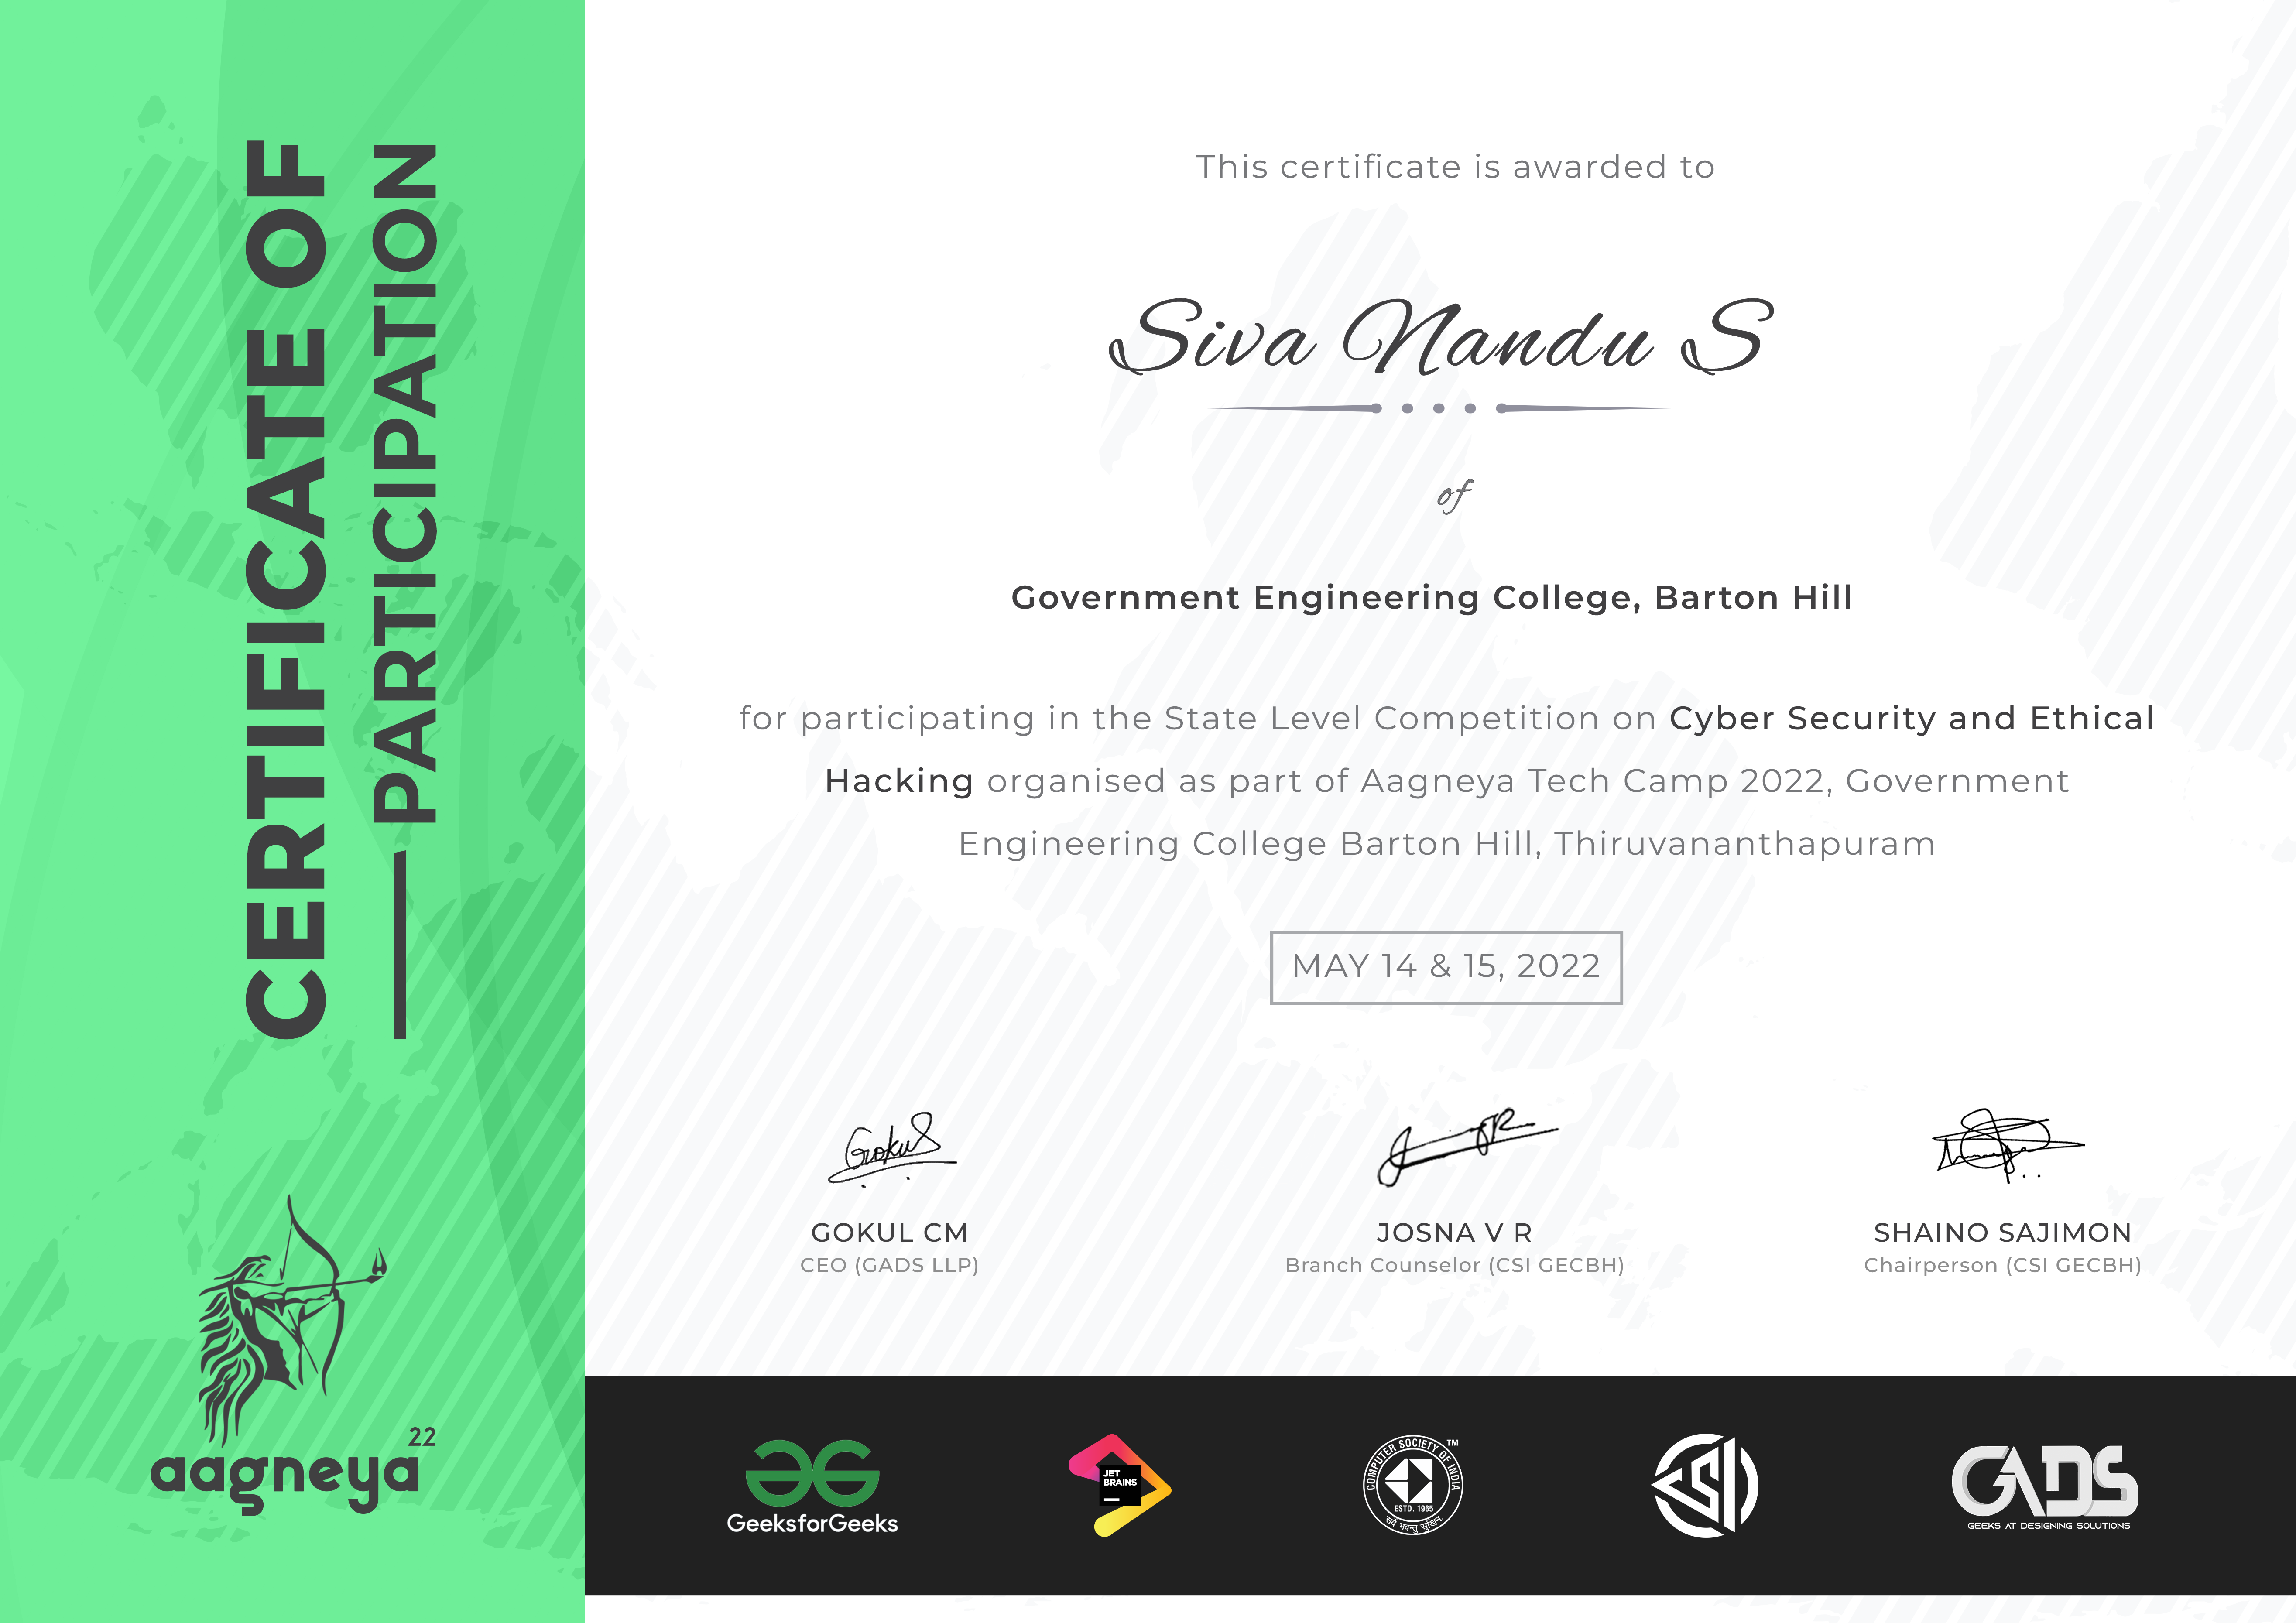 CERTIFICATE OF
PARTICIPATION
This certificate is awarded to
Siva Nandu S
of
Government Engineering College, Barton Hill
for participating in the State Level Competition on Cyber Security and Ethical
Hacking organised as part of Aagneya Tech Camp 2022, Government
Engineering College Barton Hill, Thiruvananthapuram
MAY 14 & 15, 2022
Gokul
GOKUL CM
CEO (GADS LLP)
JOSNA V R
Branch Counselor (CSI GECBH)
SHAINO SAJIMON
Chairperson (CSI GECBH)
aagneya 22
GeeksforGeeks
JET
BRAINS
COMPUTER SOCIETY OF INDIA
TM
ESTD. 1965
सर्वे भवन्तु सुखिनः
CSI
GADS
GEEKS AT DESIGNING SOLUTIONS